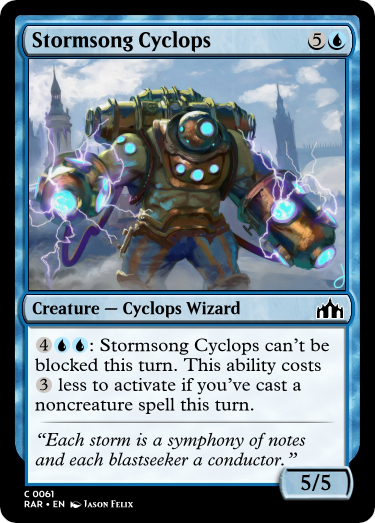 Stormsong Cyclops 5
Creature — Cyclops Wizard
4: Stormsong Cyclops can't be
blocked this turn. This ability costs
3 less to activate if you've cast a
noncreature spell this turn.
"Each storm is a symphony of notes
and each blastseeker a conductor."
5/5
C 0061
RAR • EN Jason Felix